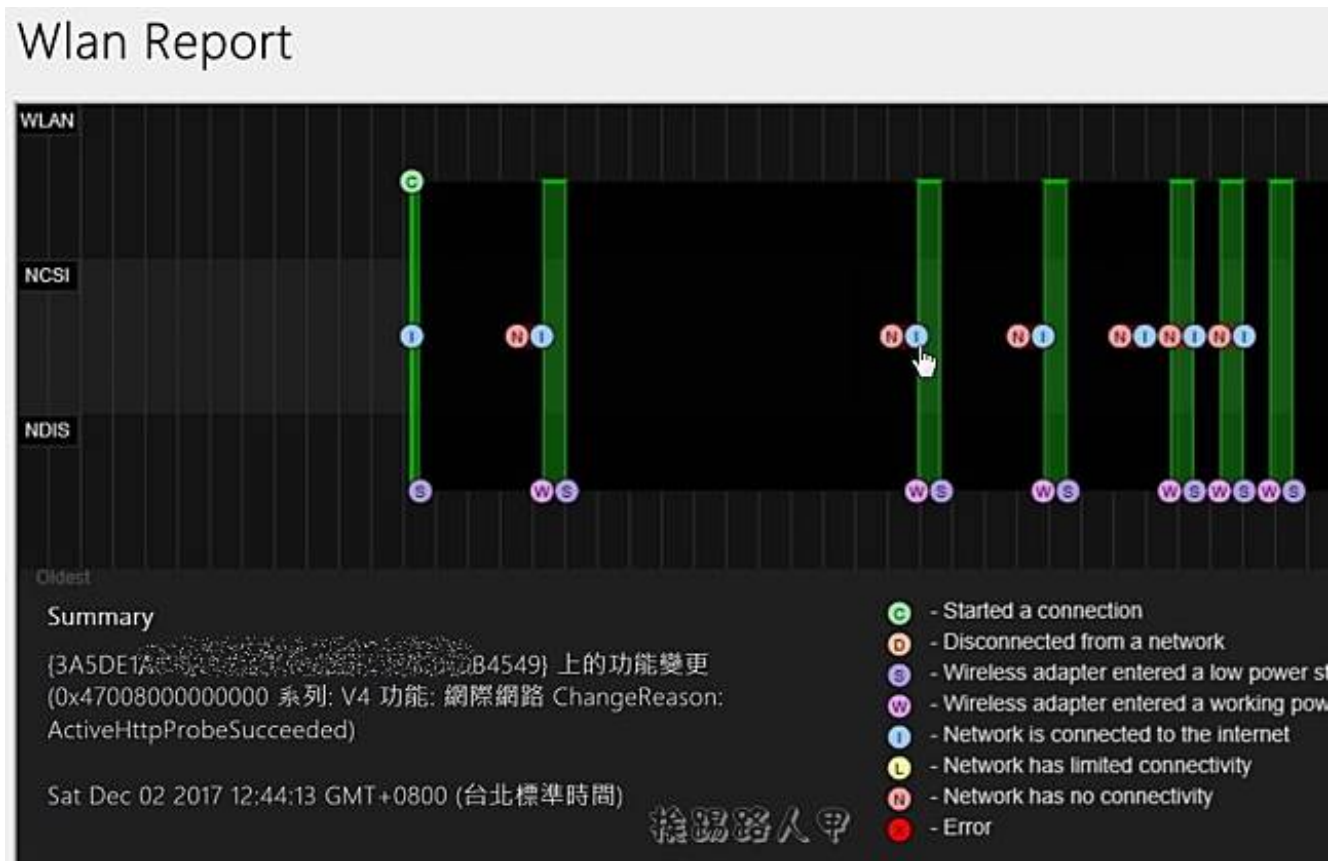 Wlan Report
WLAN
C
NCSI
I N I N I N I N I N I N I
NDIS
S W S W S W S W S W S W S
Oldest
Summary
{3A5DE1A B4549} 上的功能變更
(0x47008000000000 系列: V4 功能: 網際網路 ChangeReason:
ActiveHttpProbeSucceeded)
Sat Dec 02 2017 12:44:13 GMT+0800 (台北標準時間)
挨踢路人甲
C - Started a connection
D - Disconnected from a network
S - Wireless adapter entered a low power st
W - Wireless adapter entered a working pow
I - Network is connected to the internet
L - Network has limited connectivity
N - Network has no connectivity
X - Error